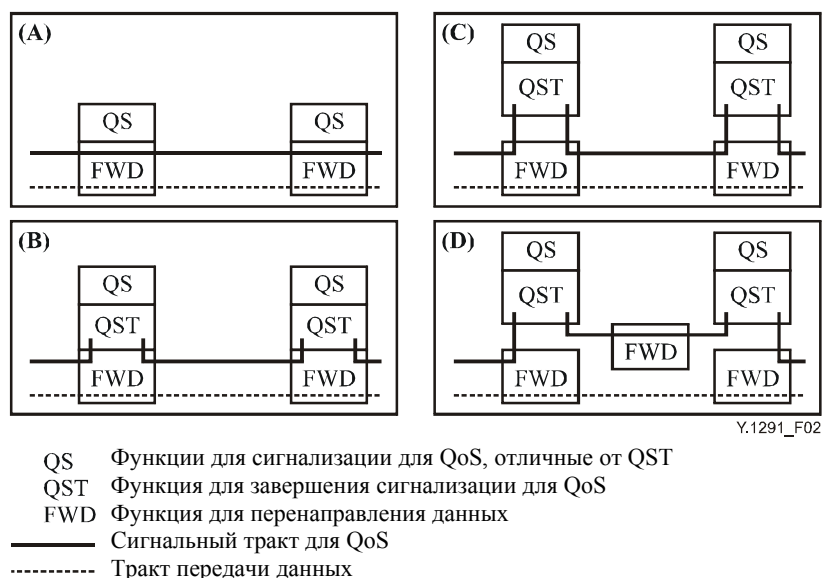 (A)
QS QS
FWD FWD
(C)
QS QS
QST QST
FWD FWD
(B)
QS QS
QST QST
FWD FWD
(D)
QS QS
QST QST
FWD
FWD FWD
Y.1291_F02
QS Функции для сигнализации для QoS, отличные от QST
QST Функция для завершения сигнализации для QoS
FWD Функция для перенаправления данных
Сигнальный тракт для QoS
Тракт передачи данных